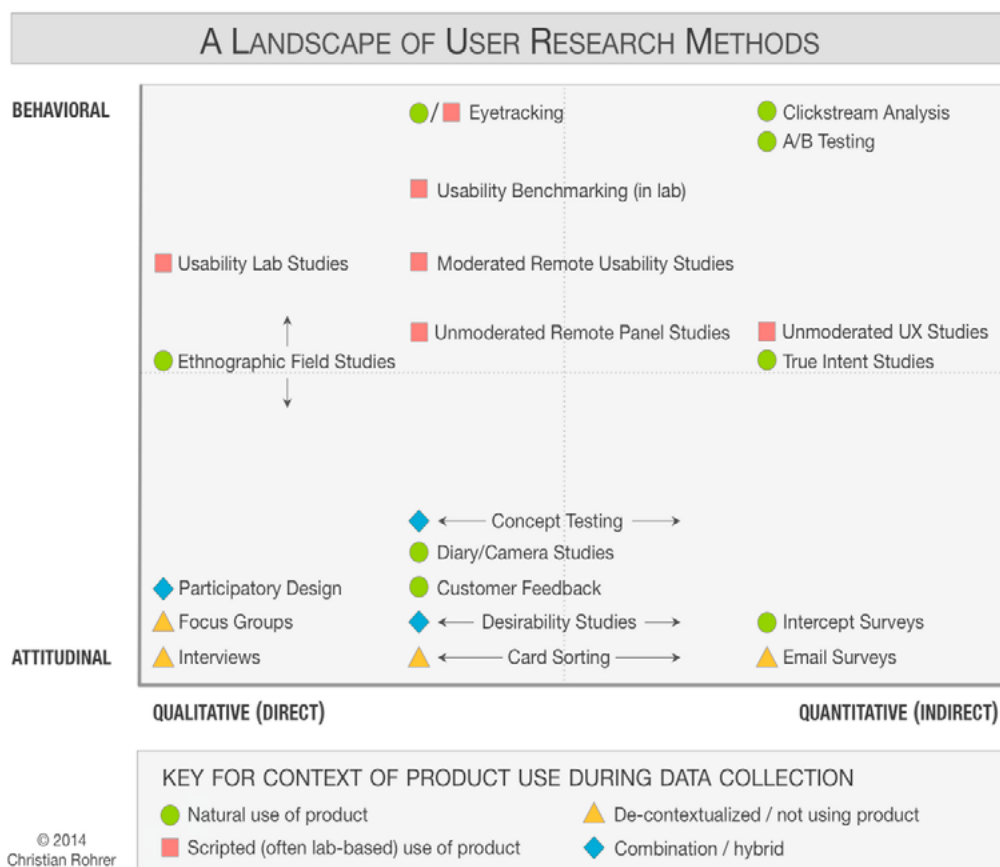 A LANDSCAPE OF USER RESEARCH METHODS
BEHAVIORAL
/ Eyetracking
Clickstream Analysis
A/B Testing
Usability Benchmarking (in lab)
Usability Lab Studies
Moderated Remote Usability Studies
Unmoderated Remote Panel Studies
Unmoderated UX Studies
Ethnographic Field Studies
True Intent Studies
Concept Testing
Diary/Camera Studies
Participatory Design
Customer Feedback
Focus Groups
Desirability Studies
Intercept Surveys
ATTITUDINAL
Interviews
Card Sorting
Email Surveys
QUALITATIVE (DIRECT)
QUANTITATIVE (INDIRECT)
KEY FOR CONTEXT OF PRODUCT USE DURING DATA COLLECTION
Natural use of product
De-contextualized / not using product
Scripted (often lab-based) use of product
Combination / hybrid
© 2014
Christian Rohrer